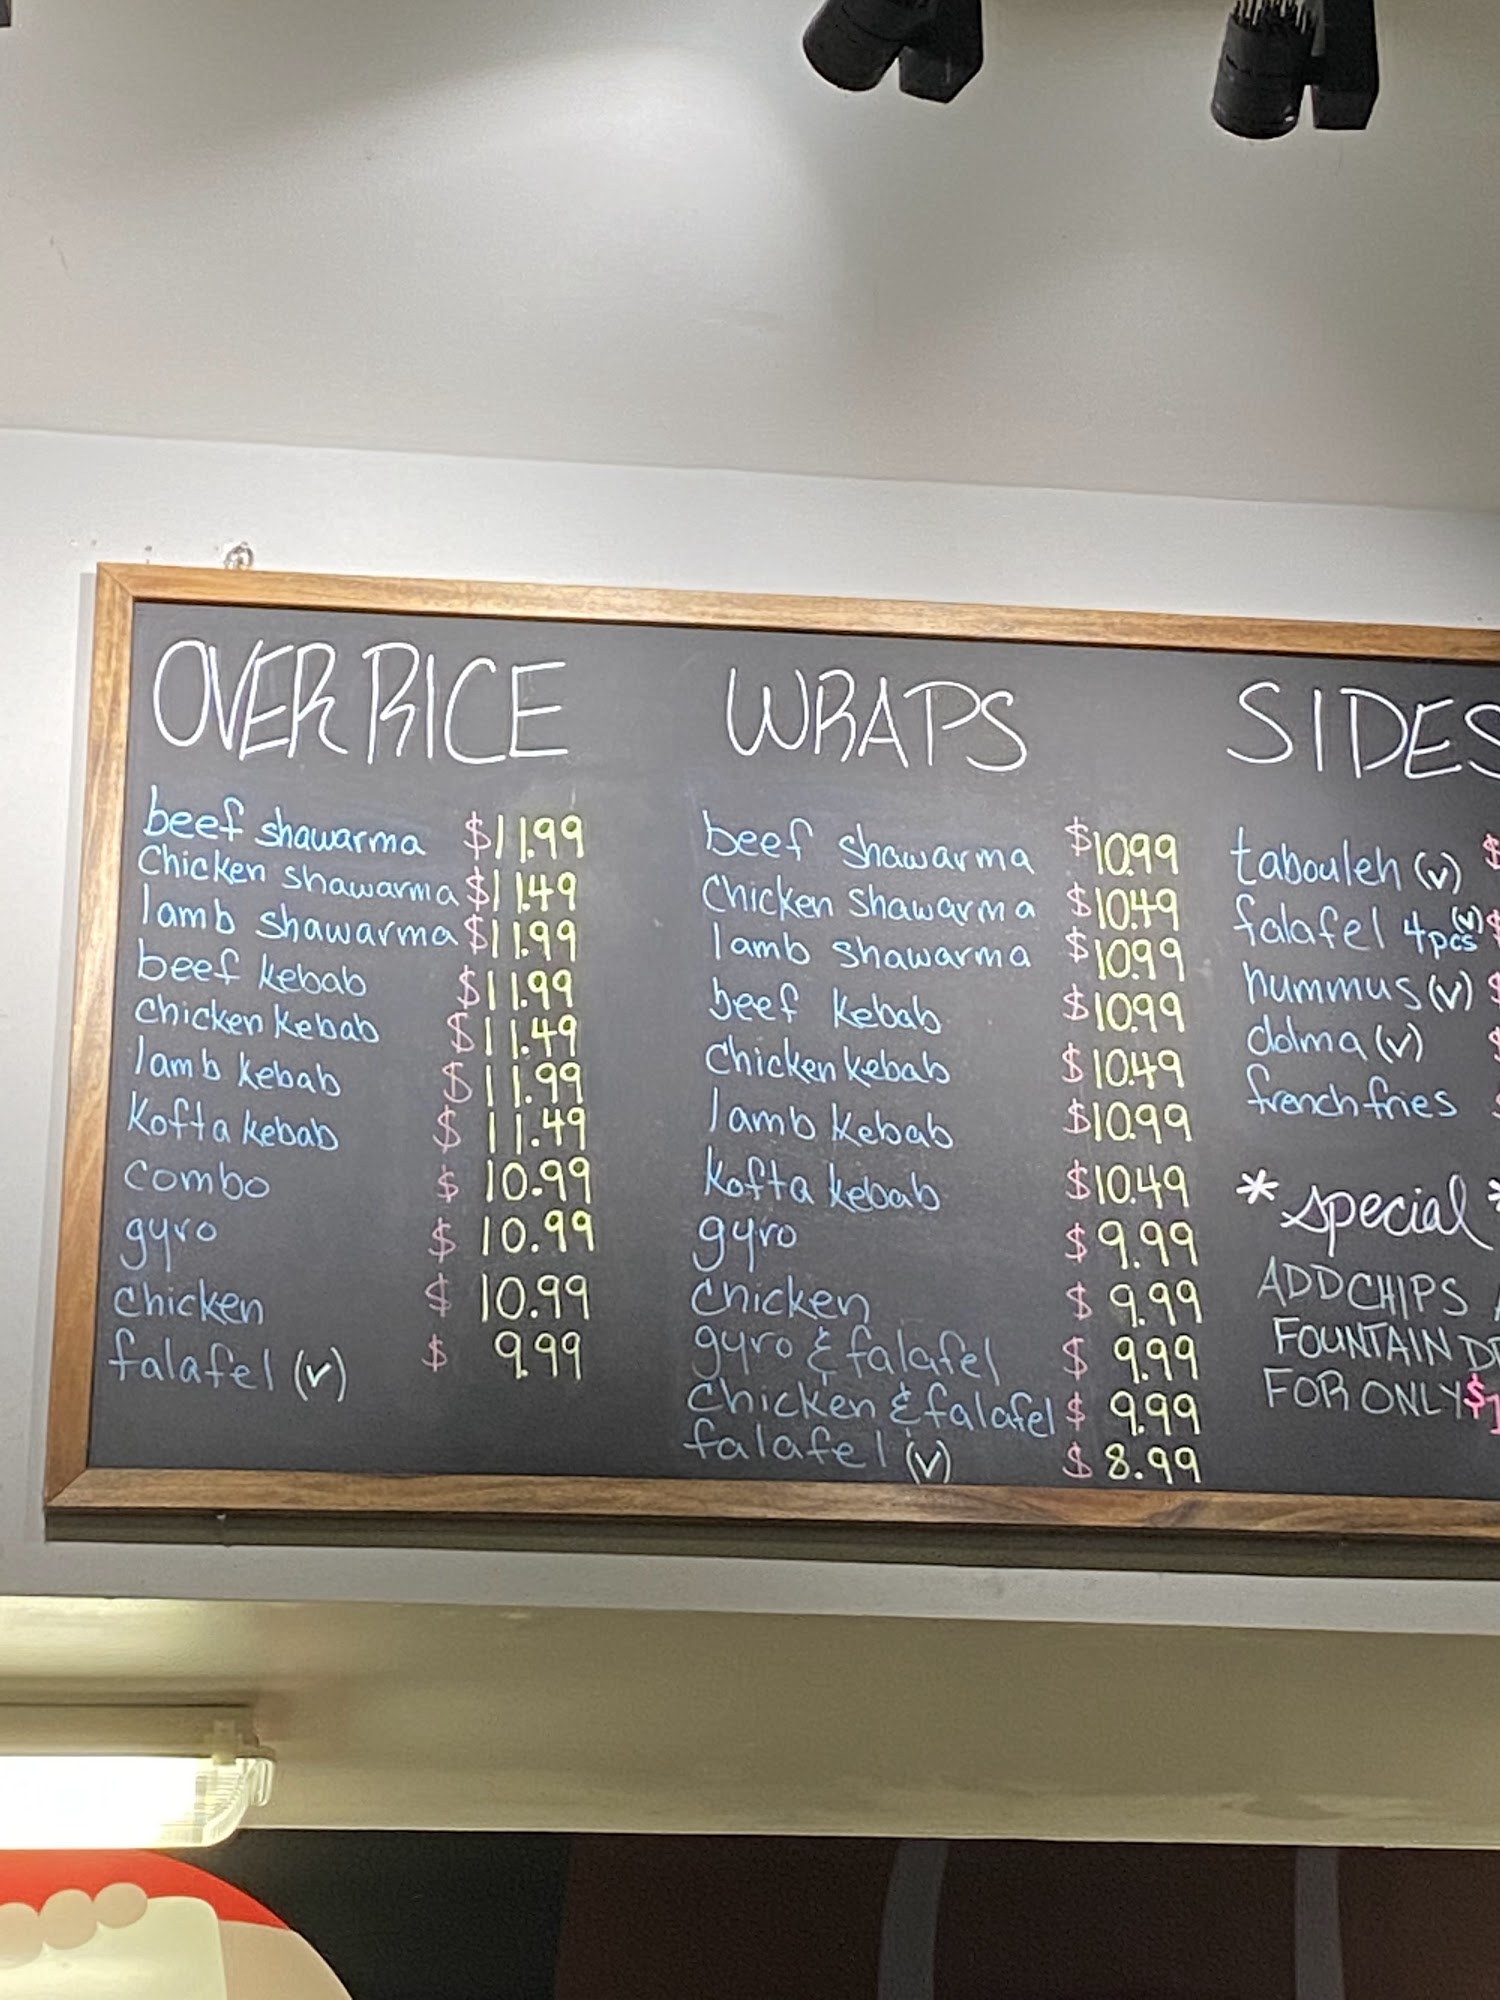 OVER RICE
beef shawarma $11.99
Chicken shawarma $11.49
lamb shawarma $11.99
beef kebab $11.99
chicken kebab $11.49
lamb kebab $11.99
Kofta kebab $11.49
combo $10.99
gyro $10.99
chicken $10.99
falafel (v) $9.99
WRAPS
beef shawarma $10.99
Chicken shawarma $10.49
lamb shawarma $10.99
beef kebab $10.99
Chicken kebab $10.49
lamb kebab $10.99
Kofta kebab $10.49
gyro $9.99
chicken $9.99
gyro & falafel $9.99
Chicken & falafel $9.99
falafel (v) $8.99
SIDES
tabouleh (v) $
falafel 4pcs (v) $
hummus (v) $
dolma (v) $
french fries $
*special*
ADD CHIPS
FOUNTAIN
FOR ONLY $1